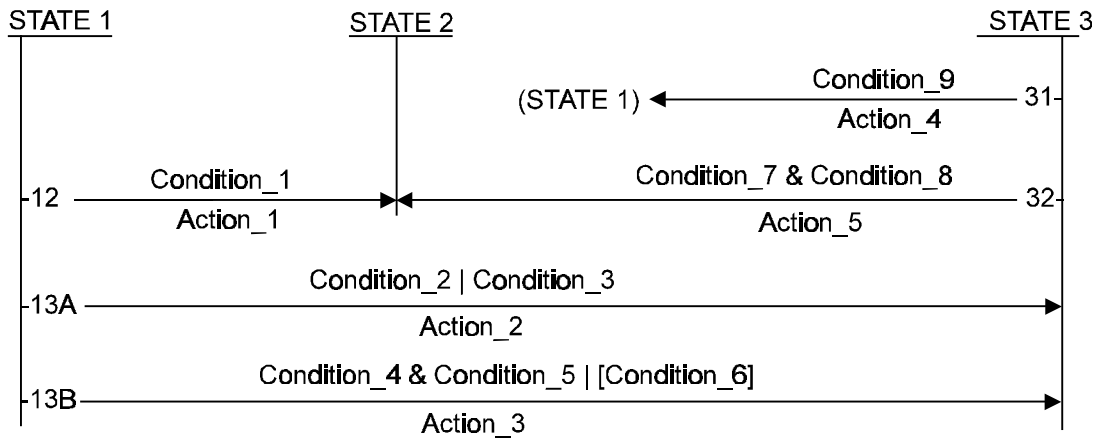 STATE 1
STATE 2
STATE 3
Condition_9
(STATE 1)
31
Action_4
Condition_1
Condition_7 & Condition_8
12
32
Action_1
Action_5
Condition_2 | Condition_3
13A
Action_2
Condition_4 & Condition_5 | [Condition_6]
13B
Action_3